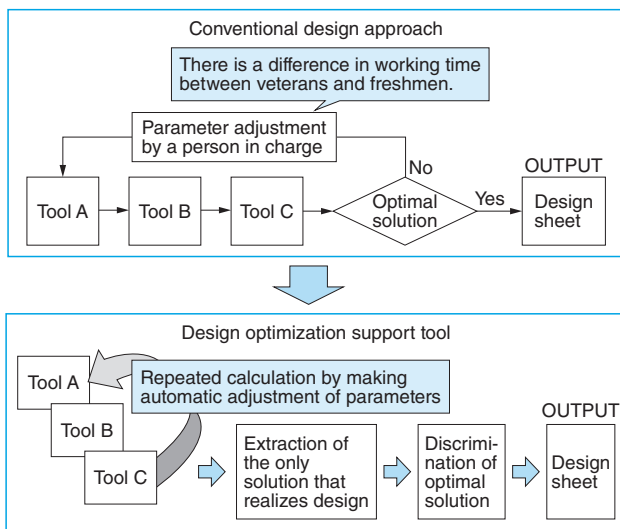 Conventional design approach
There is a difference in working time
between veterans and freshmen.
Parameter adjustment
by a person in charge
No
OUTPUT
Tool A
Tool B
Tool C
Optimal
solution
Yes
Design
sheet
Design optimization support tool
Tool A
Repeated calculation by making
automatic adjustment of parameters
Tool B
Tool C
OUTPUT
Extraction of
the only
solution that
realizes design
Discrimi-
nation of
optimal
solution
Design
sheet